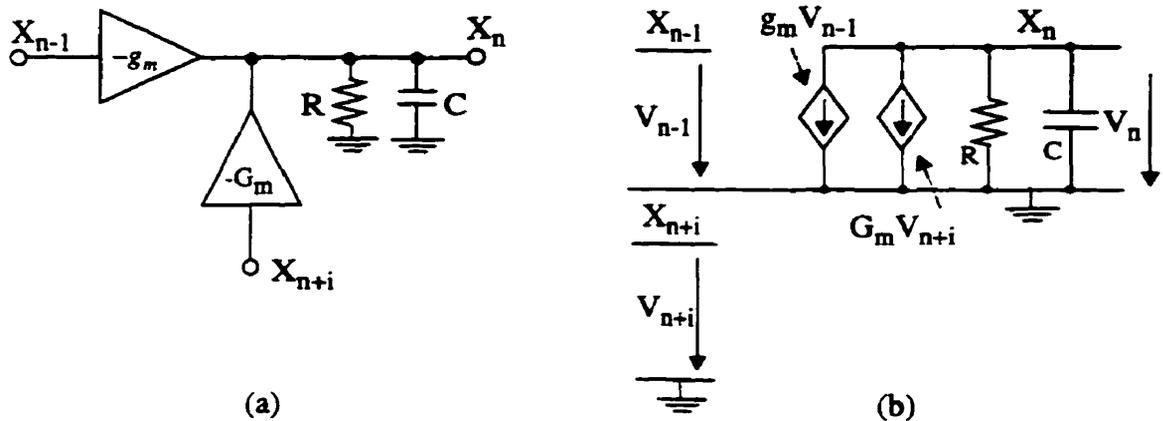 X_{n-1}
-g_m
X_n
R
C
-G_m
X_{n+i}
(a)
X_{n-1}
g_mV_{n-1}
X_n
V_{n-1}
R
C
V_n
X_{n+i}
G_mV_{n+i}
V_{n+i}
(b)